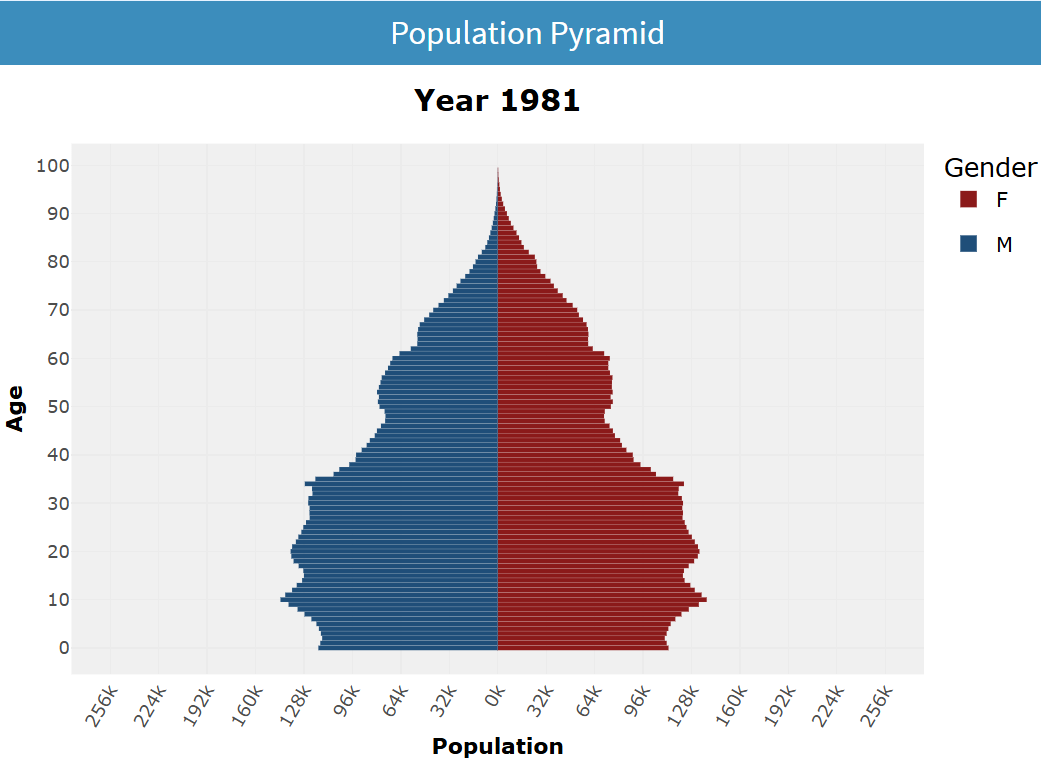 Population Pyramid
Year 1981
Gender
F
M
Age
100
90
80
70
60
50
40
30
20
10
0
256k 224k 192k 160k 128k 96k 64k 32k 0k 32k 64k 96k 128k 160k 192k 224k 256k
Population